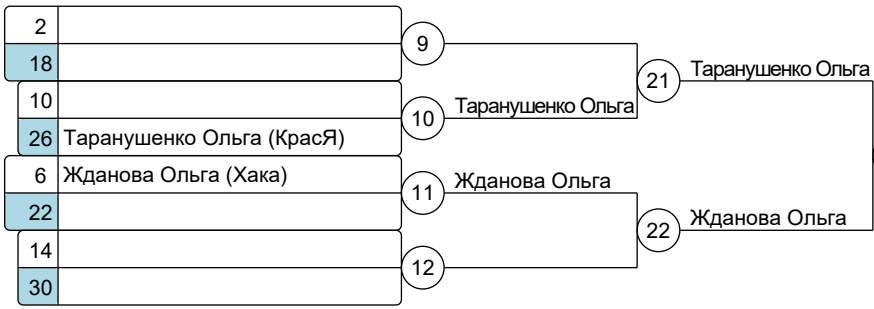 2
9
18
21 Таранушенко Ольга
10
10 Таранушенко Ольга
26 Таранушенко Ольга (КрасЯ)
6 Жданова Ольга (Хака)
11 Жданова Ольга
22
22 Жданова Ольга
14
12
30